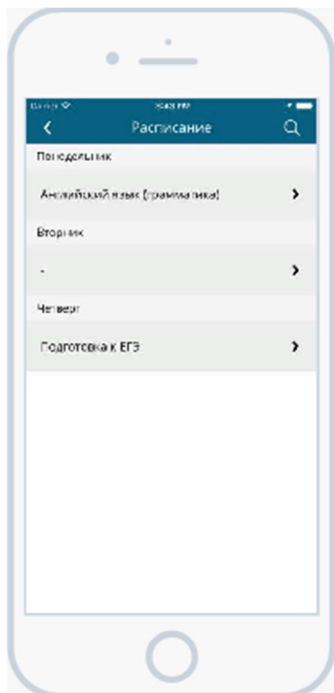 Расписание
Понедельник
Английский язык (грамматика)
Вторник
-
Четверг
Подготовка к ЕГЭ